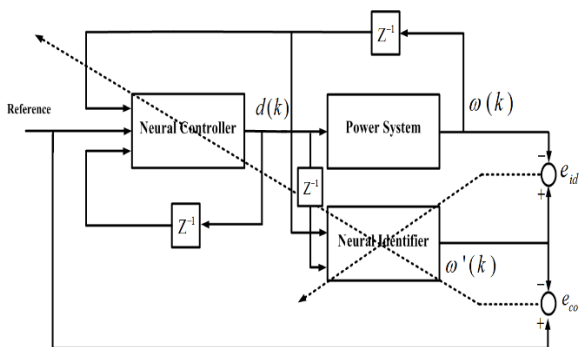 Z⁻¹
d(k)
ω(k)
Reference
Neural Controller
Power System
−
e_id
+
Z⁻¹
Z⁻¹
Neural Identifier
ω'(k)
−
e_co
+